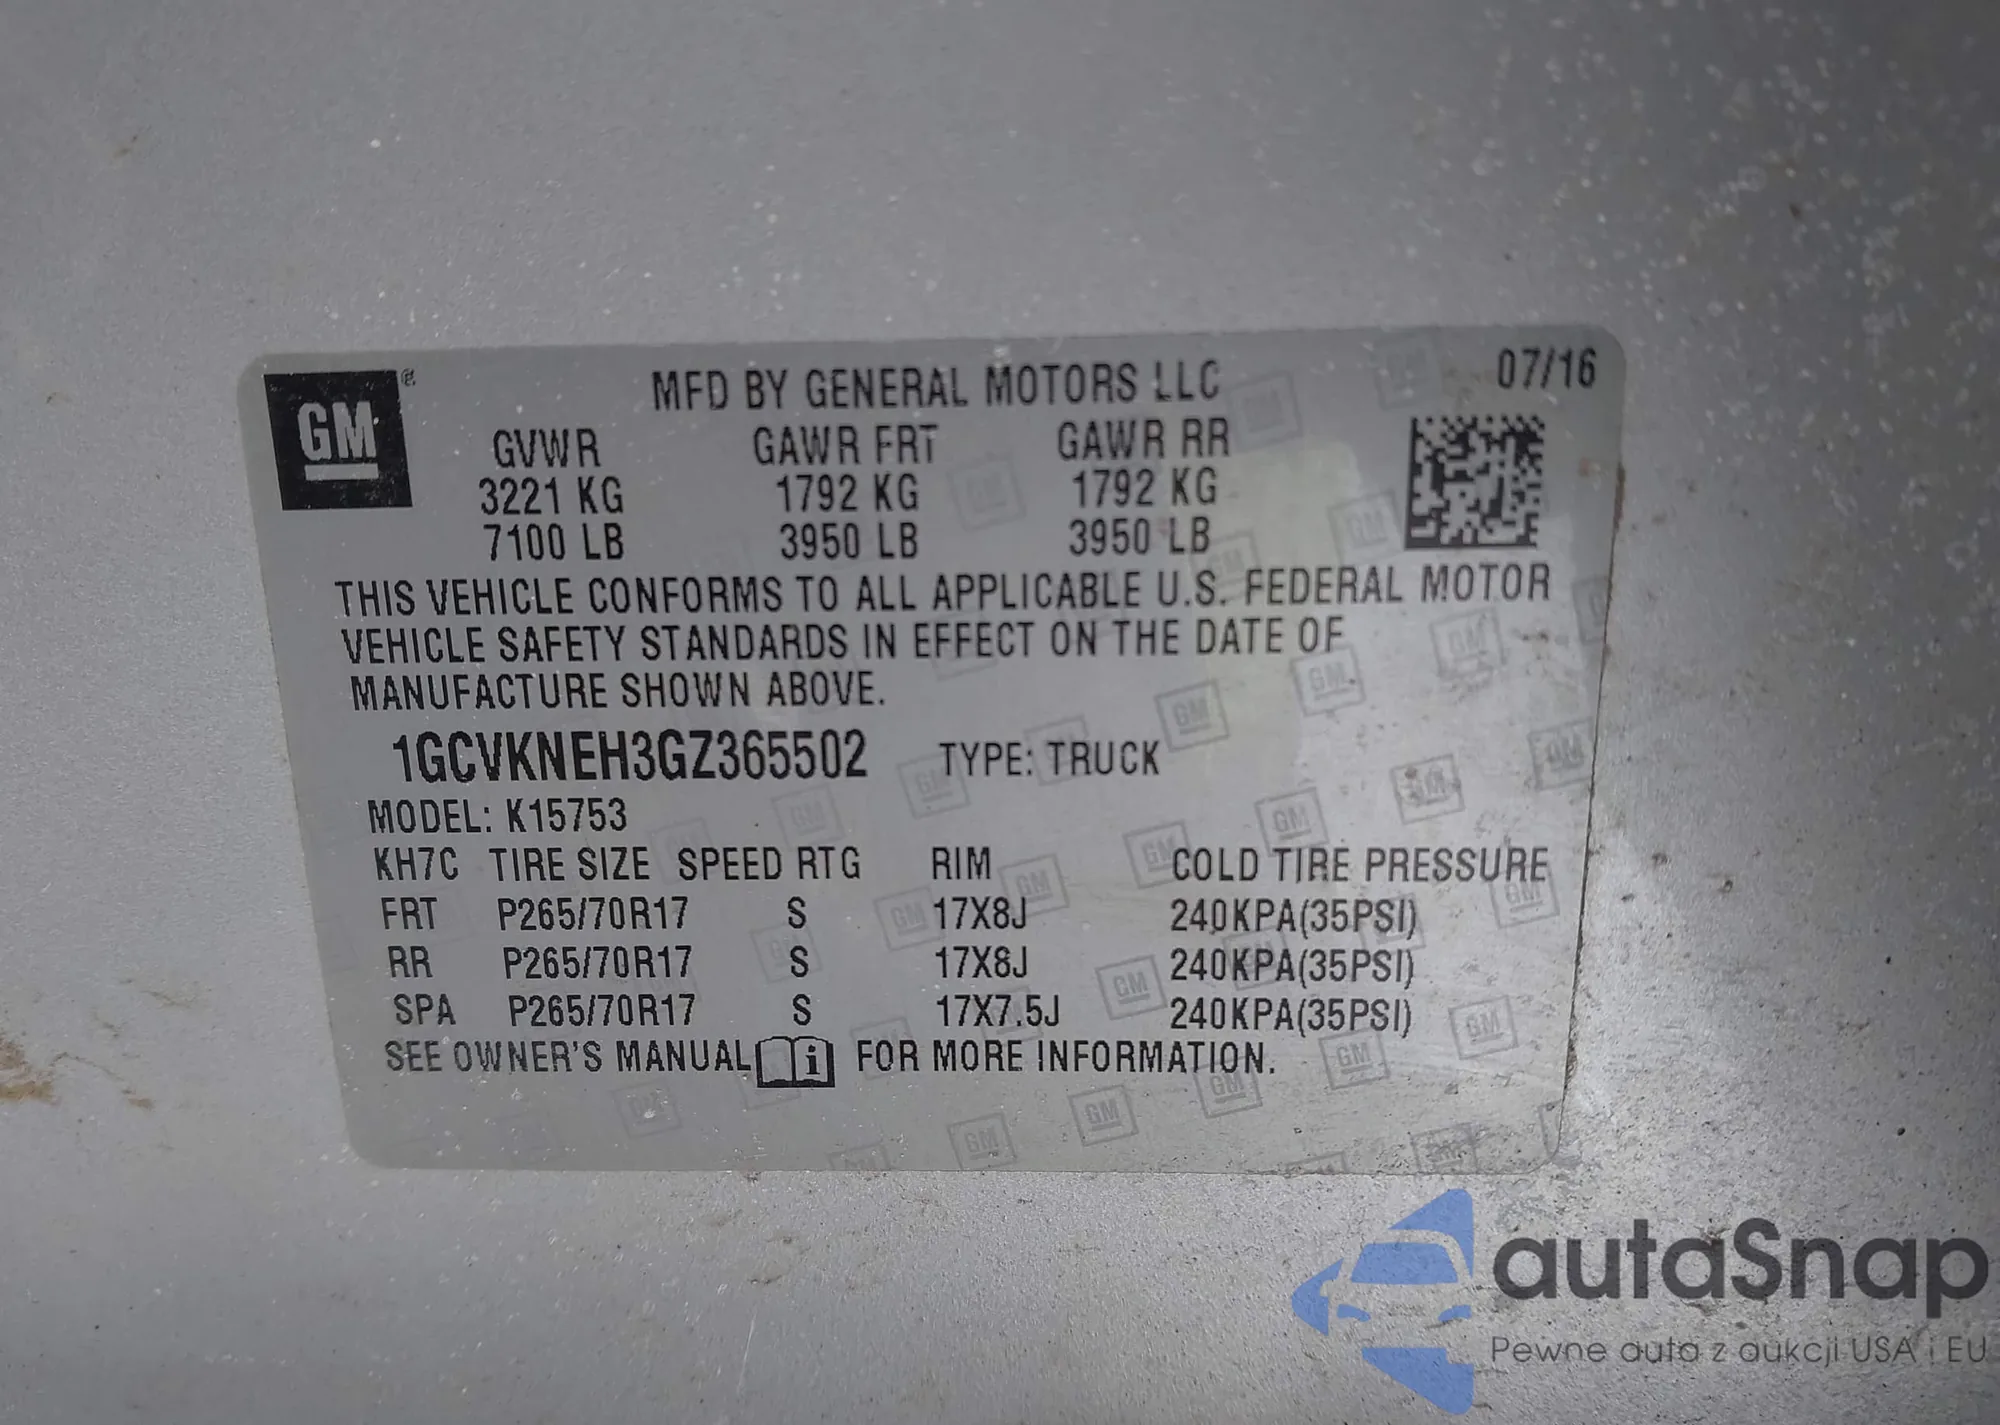 GM®
MFD BY GENERAL MOTORS LLC 07/16
GVWR GAWR FRT GAWR RR
3221 KG 1792 KG 1792 KG
7100 LB 3950 LB 3950 LB
THIS VEHICLE CONFORMS TO ALL APPLICABLE U.S. FEDERAL MOTOR
VEHICLE SAFETY STANDARDS IN EFFECT ON THE DATE OF
MANUFACTURE SHOWN ABOVE.
1GCVKNEH3GZ365502 TYPE: TRUCK
MODEL: K15753
KH7C TIRE SIZE SPEED RTG RIM COLD TIRE PRESSURE
FRT P265/70R17 S 17X8J 240KPA(35PSI)
RR P265/70R17 S 17X8J 240KPA(35PSI)
SPA P265/70R17 S 17X7.5J 240KPA(35PSI)
SEE OWNER'S MANUAL i FOR MORE INFORMATION.
autaSnap
Pewne auta z aukcji USA i EU